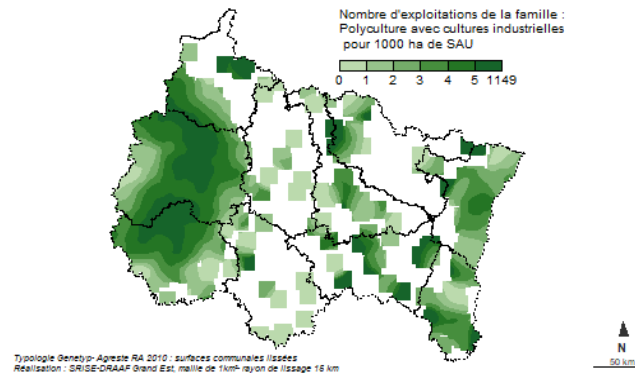 Nombre d'exploitations de la famille :
Polyculture avec cultures industrielles
pour 1000 ha de SAU
0 1 2 3 4 5 1149
Typologie Genetyp- Agreste RA 2010 : surfaces communales lissées
Réalisation : SRISE-DRAAF Grand Est, maille de 1km²- rayon de lissage 15 km
N
50 km